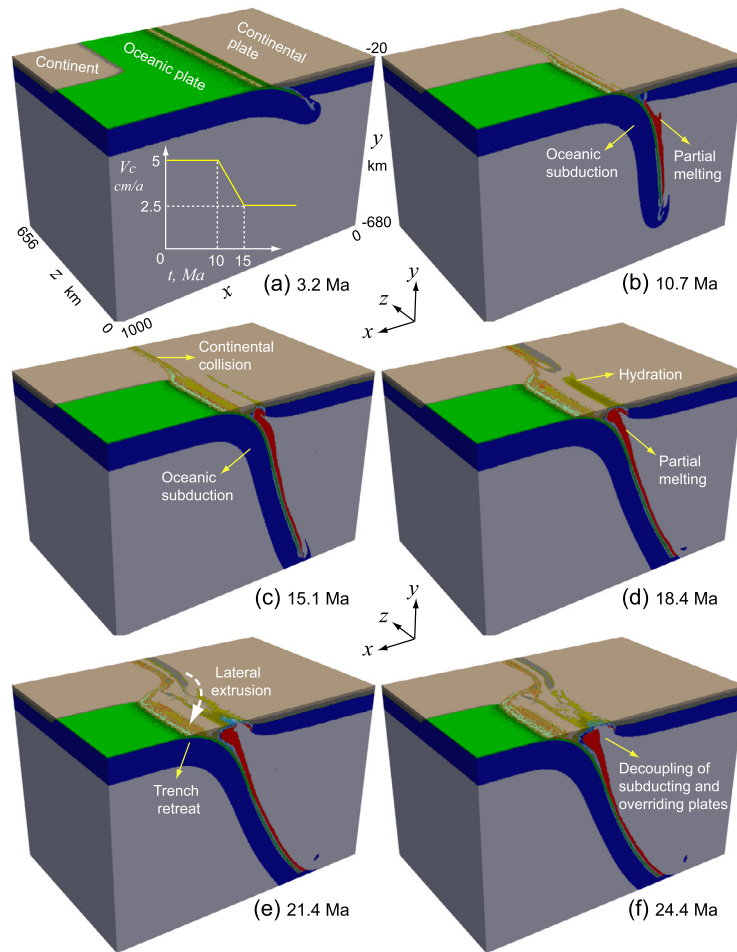 Continental
plate
Continent
Oceanic plate
-20
y
km
-680
0
Vc
cm/a
5
2.5
0
10 15
t, Ma
656
z km
0
1000
x
(a) 3.2 Ma
Oceanic
subduction
Partial
melting
(b) 10.7 Ma
y
z
x
Continental
collision
Oceanic
subduction
(c) 15.1 Ma
Hydration
Partial
melting
(d) 18.4 Ma
y
z
x
Lateral
extrusion
Trench
retreat
(e) 21.4 Ma
Decoupling of
subducting and
overriding plates
(f) 24.4 Ma